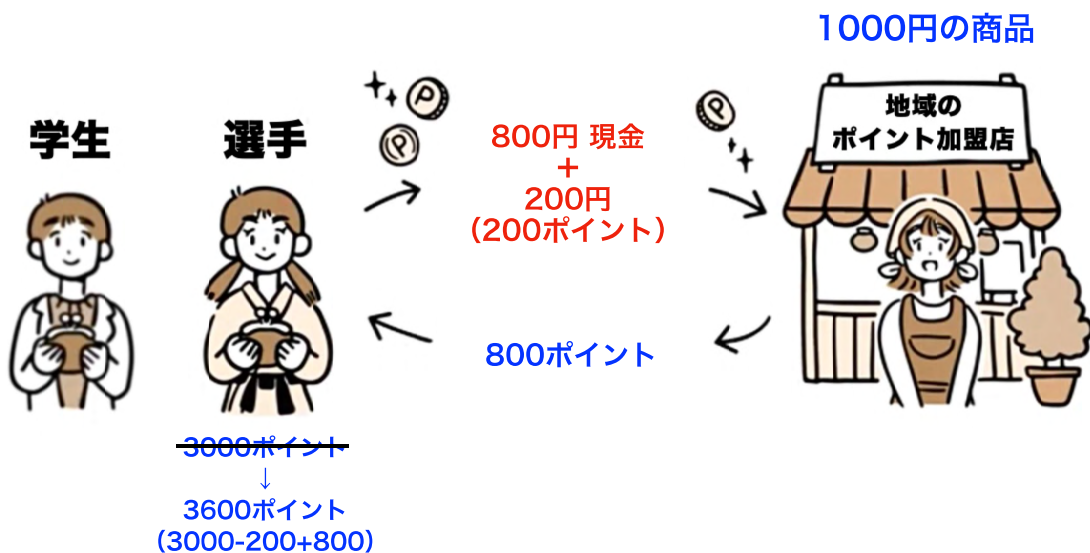 1000円の商品
地域の
ポイント加盟店
学生
選手
800円 現金
+
200円
（200ポイント）
800ポイント
3000ポイント
↓
3600ポイント
（3000-200+800）
P
P
P